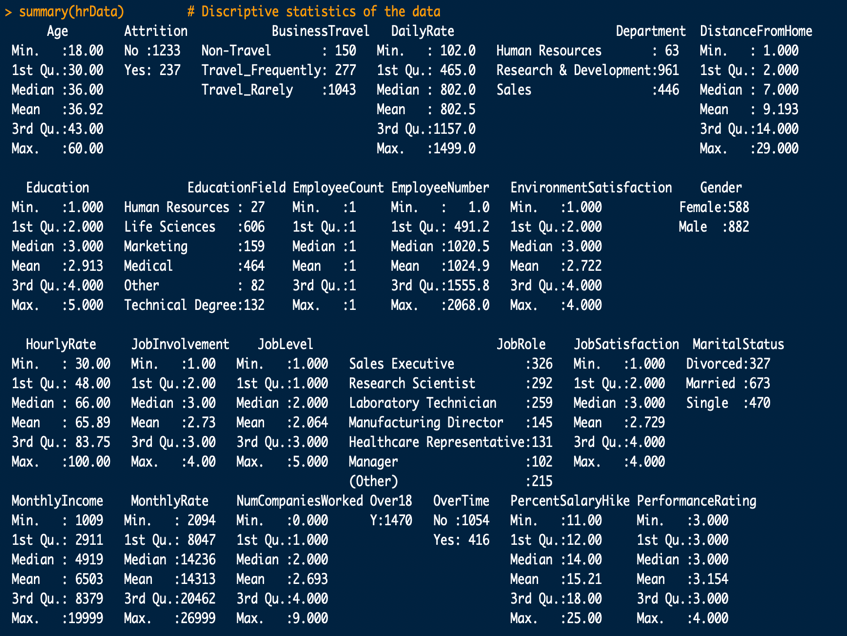 > summary(hrData)        # Discriptive statistics of the data
     Age       Attrition            BusinessTravel   DailyRate                       Department   DistanceFromHome
Min.   :18.00   No :1233   Non-Travel       : 150   Min.   : 102.0   Human Resources       : 63   Min.   : 1.000
1st Qu.:30.00   Yes: 237   Travel_Frequently: 277   1st Qu.: 465.0   Research & Development:961   1st Qu.: 2.000
Median :36.00              Travel_Rarely    :1043   Median : 802.0   Sales                 :446   Median : 7.000
Mean   :36.92                                       Mean   : 802.5                                Mean   : 9.193
3rd Qu.:43.00                                       3rd Qu.:1157.0                                3rd Qu.:14.000
Max.   :60.00                                       Max.   :1499.0                                Max.   :29.000
  Education              EducationField EmployeeCount EmployeeNumber   EnvironmentSatisfaction    Gender
Min.   :1.000   Human Resources : 27   Min.   :1     Min.   :   1.0   Min.   :1.000           Female:588
1st Qu.:2.000   Life Sciences   :606   1st Qu.:1     1st Qu.: 491.2   1st Qu.:2.000           Male  :882
Median :3.000   Marketing       :159   Median :1     Median :1020.5   Median :3.000
Mean   :2.913   Medical         :464   Mean   :1     Mean   :1024.9   Mean   :2.722
3rd Qu.:4.000   Other           : 82   3rd Qu.:1     3rd Qu.:1555.8   3rd Qu.:4.000
Max.   :5.000   Technical Degree:132   Max.   :1     Max.   :2068.0   Max.   :4.000
  HourlyRate     JobInvolvement    JobLevel                          JobRole    JobSatisfaction  MaritalStatus
Min.   : 30.00   Min.   :1.00   Min.   :1.000   Sales Executive          :326   Min.   :1.000   Divorced:327
1st Qu.: 48.00   1st Qu.:2.00   1st Qu.:1.000   Research Scientist       :292   1st Qu.:2.000   Married :673
Median : 66.00   Median :3.00   Median :2.000   Laboratory Technician    :259   Median :3.000   Single  :470
Mean   : 65.89   Mean   :2.73   Mean   :2.064   Manufacturing Director   :145   Mean   :2.729
3rd Qu.: 83.75   3rd Qu.:3.00   3rd Qu.:3.000   Healthcare Representative:131   3rd Qu.:4.000
Max.   :100.00   Max.   :4.00   Max.   :5.000   Manager                  :102   Max.   :4.000
                                                (Other)                  :215
MonthlyIncome    MonthlyRate    NumCompaniesWorked Over18   OverTime   PercentSalaryHike PerformanceRating
Min.   : 1009   Min.   : 2094   Min.   :0.000      Y:1470   No :1054   Min.   :11.00     Min.   :3.000
1st Qu.: 2911   1st Qu.: 8047   1st Qu.:1.000               Yes: 416   1st Qu.:12.00     1st Qu.:3.000
Median : 4919   Median :14236   Median :2.000                          Median :14.00     Median :3.000
Mean   : 6503   Mean   :14313   Mean   :2.693                          Mean   :15.21     Mean   :3.154
3rd Qu.: 8379   3rd Qu.:20462   3rd Qu.:4.000                          3rd Qu.:18.00     3rd Qu.:3.000
Max.   :19999   Max.   :26999   Max.   :9.000                          Max.   :25.00     Max.   :4.000